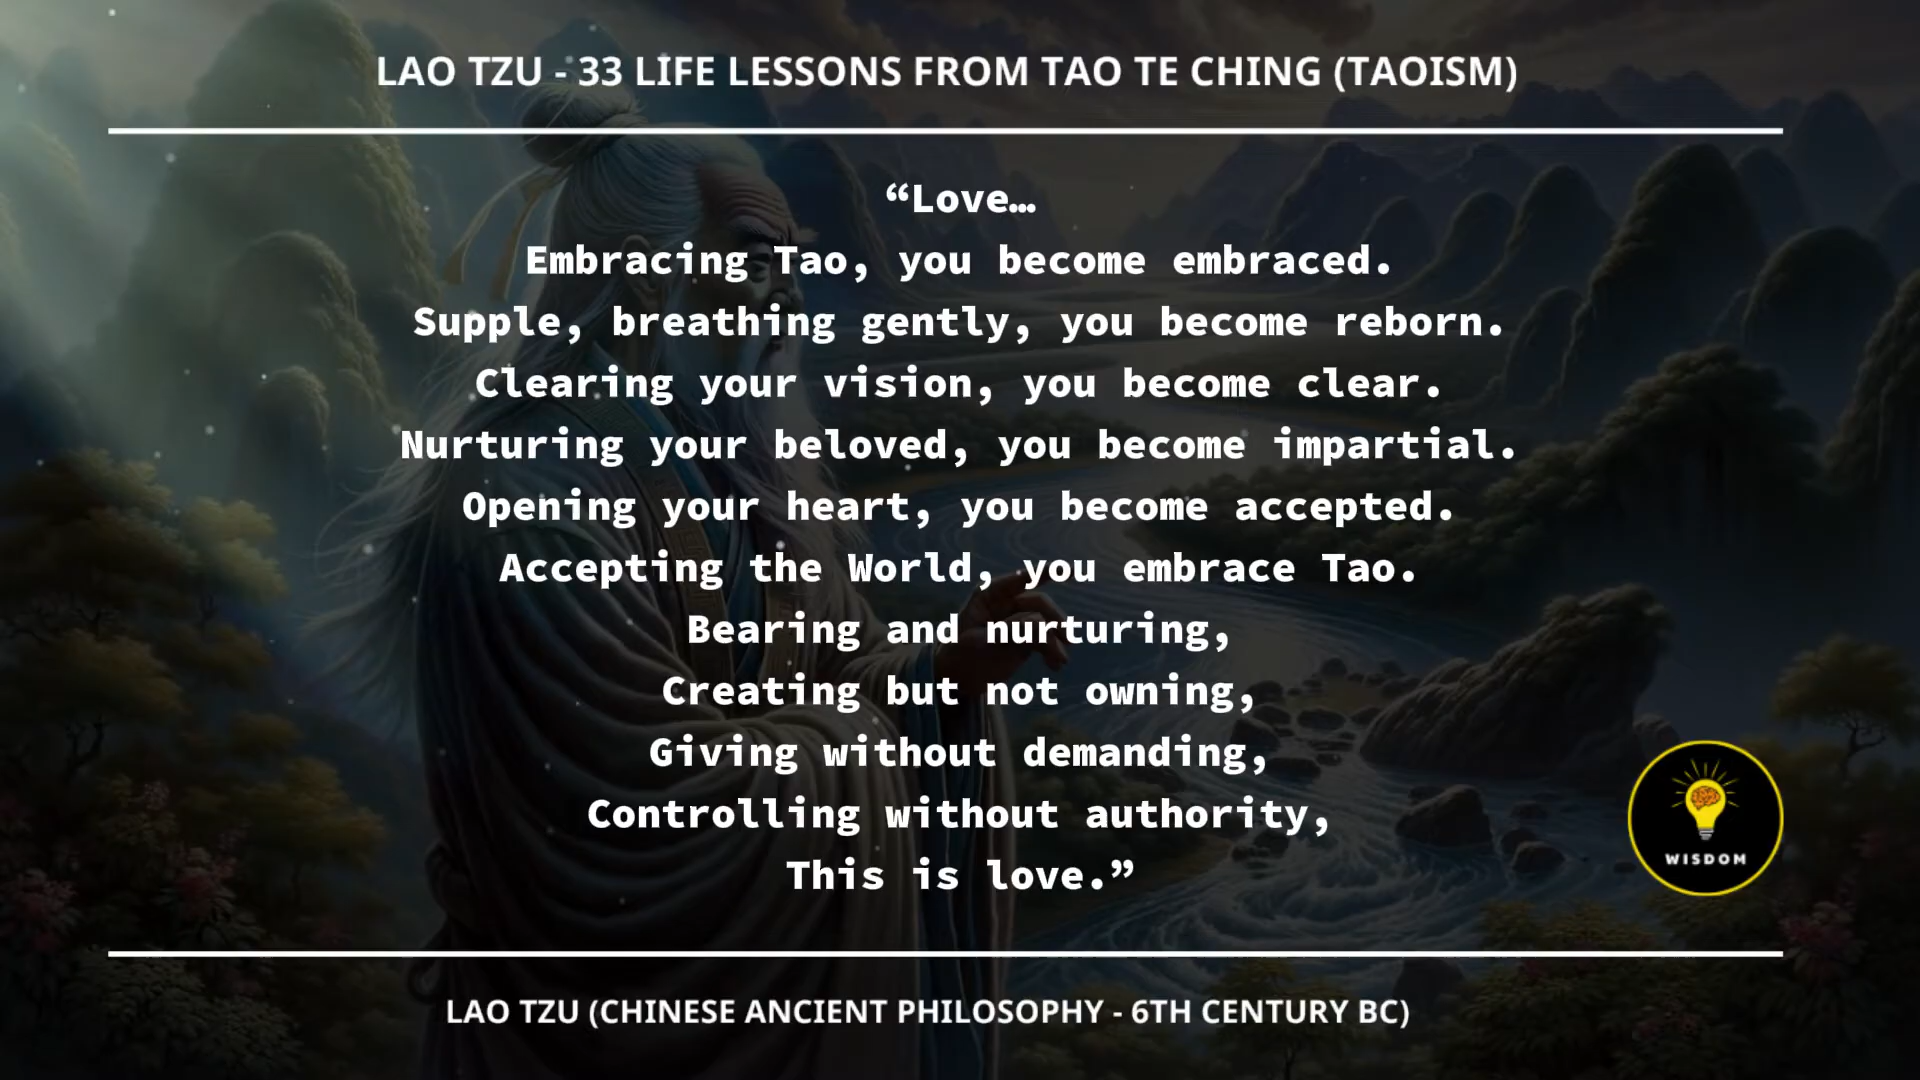 LAO TZU - 33 LIFE LESSONS FROM TAO TE CHING (TAOISM)
“Love…
Embracing Tao, you become embraced.
Supple, breathing gently, you become reborn.
Clearing your vision, you become clear.
Nurturing your beloved, you become impartial.
Opening your heart, you become accepted.
Accepting the World, you embrace Tao.
Bearing and nurturing,
Creating but not owning,
Giving without demanding,
Controlling without authority,
This is love.”
WISDOM
LAO TZU (CHINESE ANCIENT PHILOSOPHY - 6TH CENTURY BC)